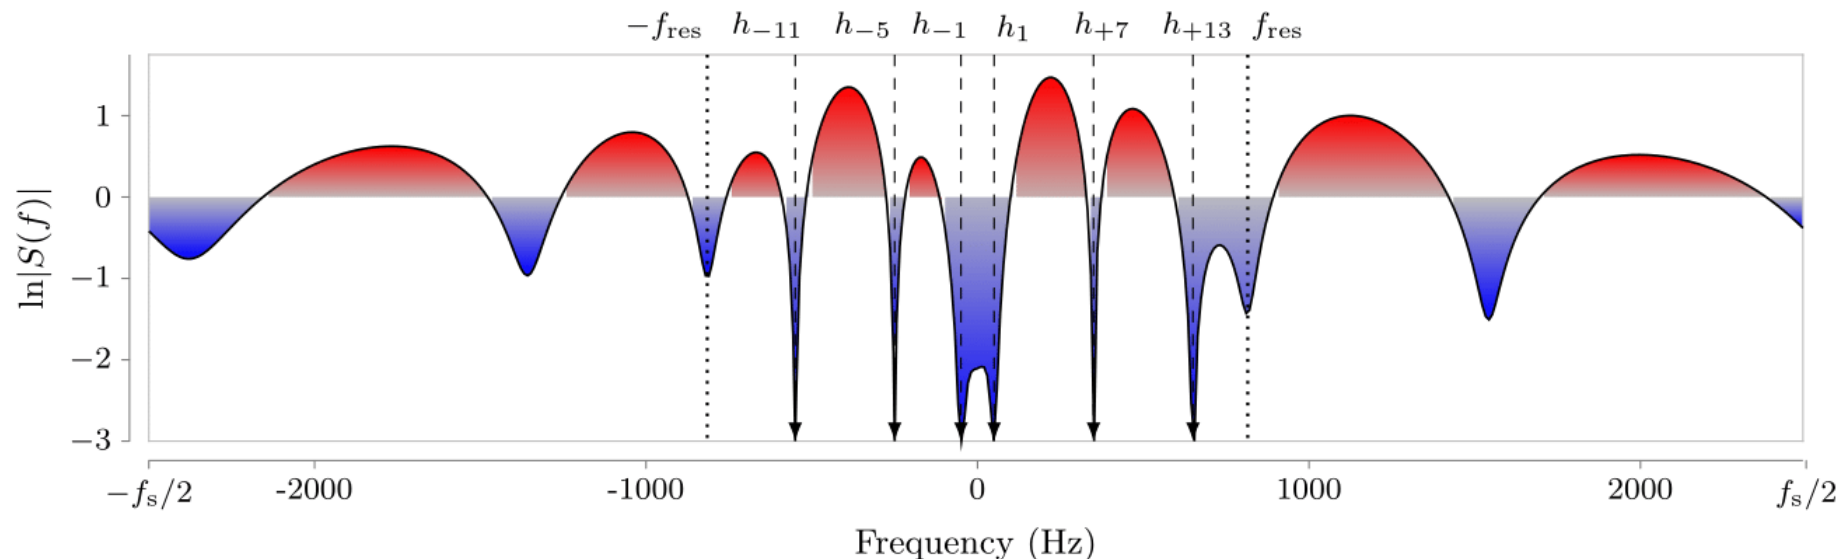 −f_res h_−11 h_−5 h_−1 h_1 h_+7 h_+13 f_res
ln|S(f)|
1
0
−1
−2
−3
−f_s/2 -2000 -1000 0 1000 2000 f_s/2
Frequency (Hz)